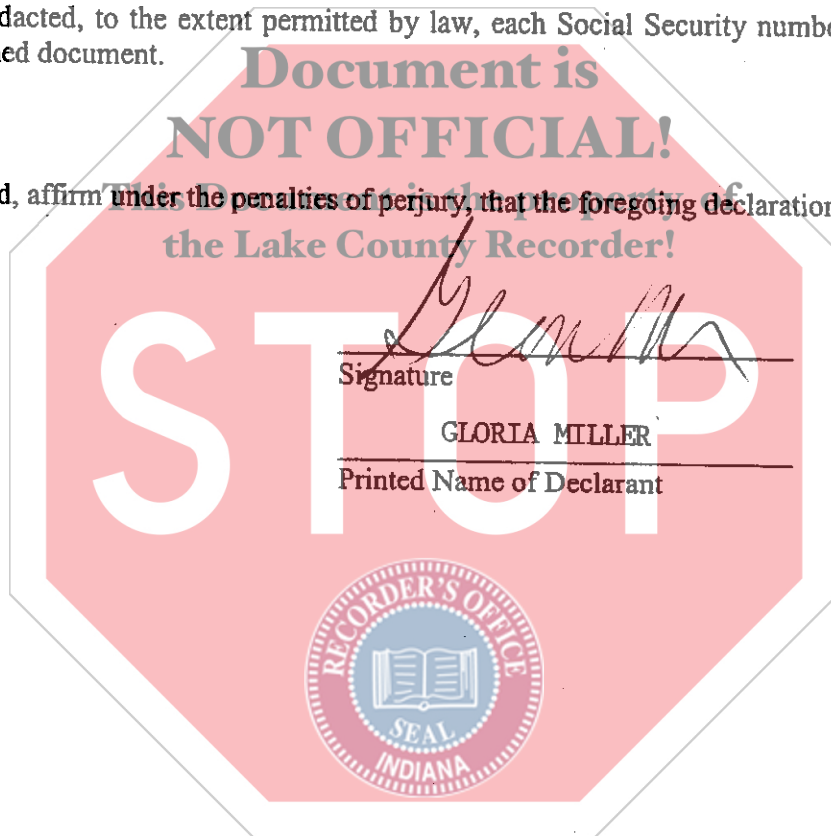 dacted, to the extent permitted by law, each Social Security numbe
ed document.
Document is
NOT OFFICIAL!
d, affirm under the penalties of perjury, that the foregoing declaration
This Document is the property of
the Lake County Recorder!
STOP
Signature
GLORIA MILLER
Printed Name of Declarant
RECORDER'S OFFICE
SEAL
INDIANA